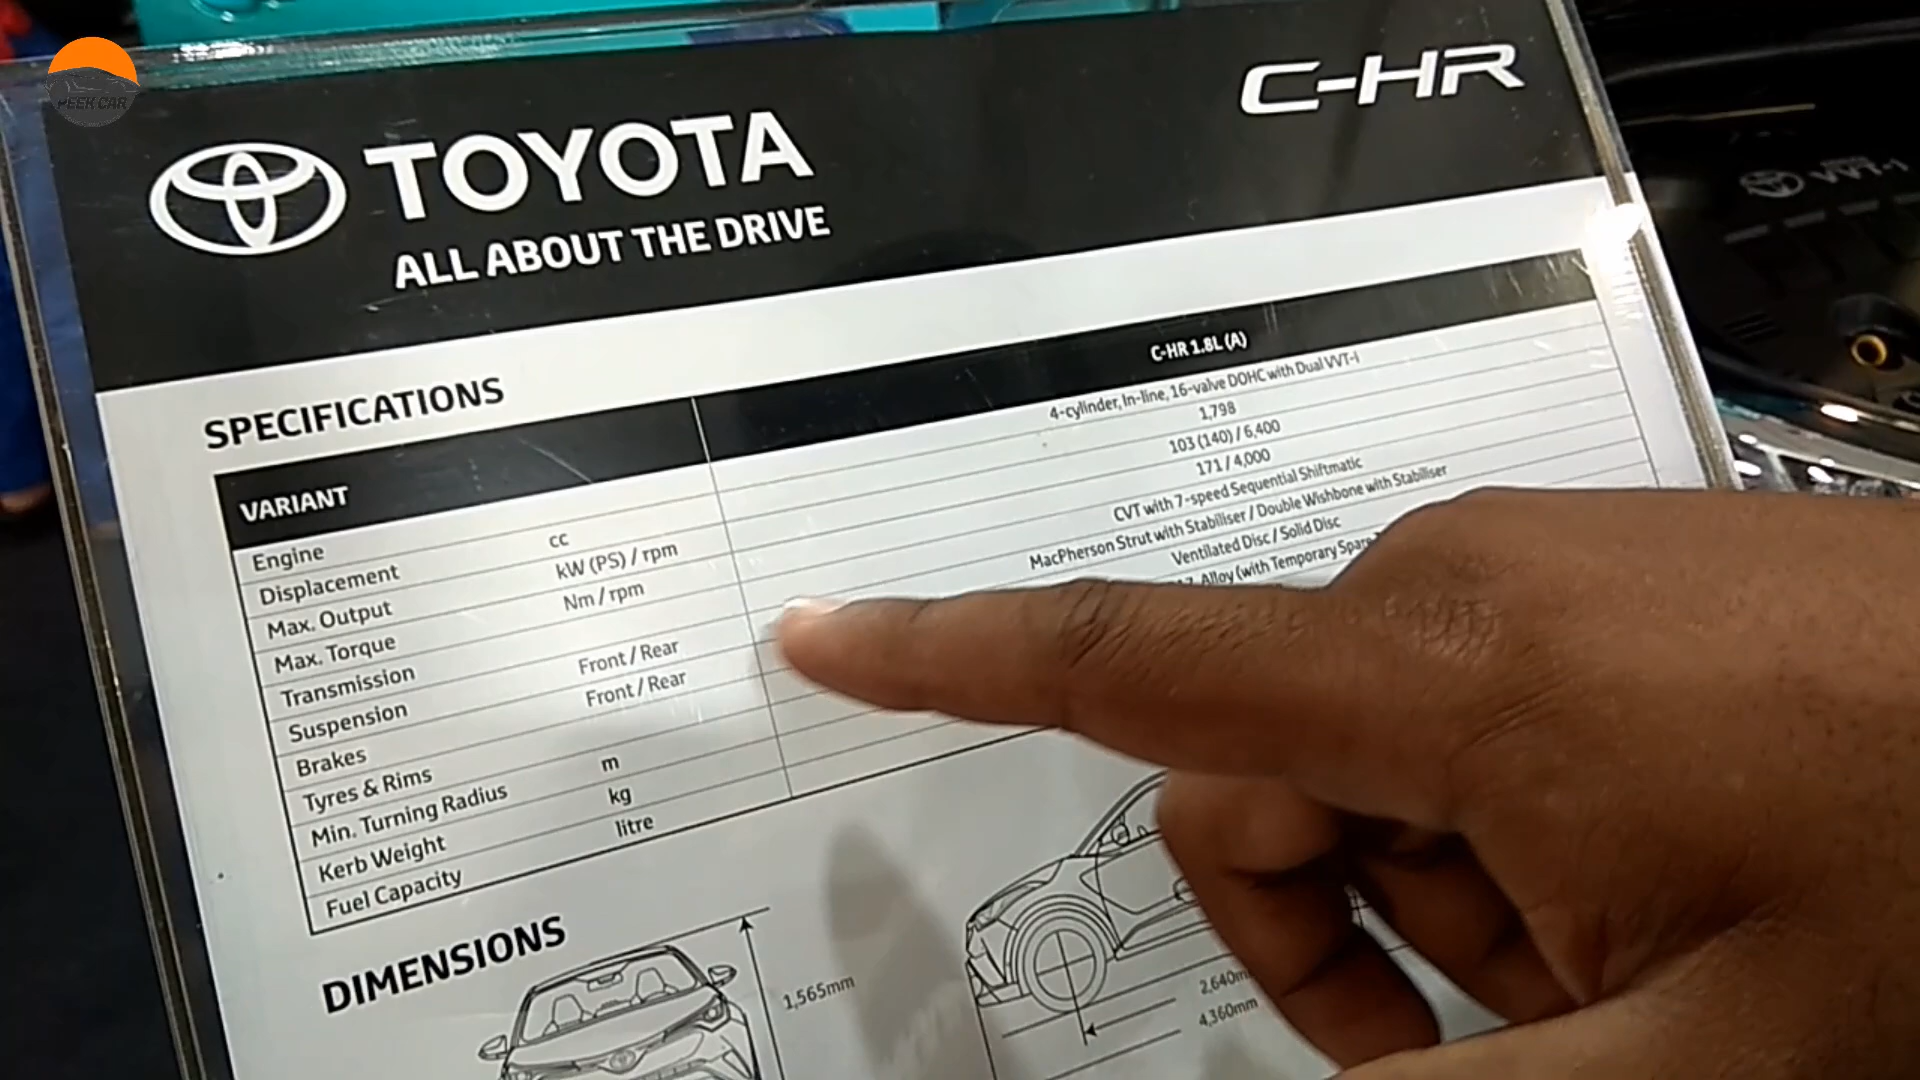 PEEK CAR
TOYOTA
ALL ABOUT THE DRIVE
C-HR
VVT-i
SPECIFICATIONS
VARIANT C-HR 1.8L (A)
Engine 4-cylinder, In-line, 16-valve DOHC with Dual VVT-I
Displacement cc 1,798
Max. Output kW (PS) / rpm 103 (140) / 6,400
Max. Torque Nm / rpm 171 / 4,000
Transmission CVT with 7-speed Sequential Shiftmatic
Suspension Front / Rear MacPherson Strut with Stabiliser / Double Wishbone with Stabiliser
Brakes Front / Rear Ventilated Disc / Solid Disc
Tyres & Rims Alloy (with Temporary Spare
Min. Turning Radius m
Kerb Weight kg
Fuel Capacity litre
DIMENSIONS
1,565mm
2,640m
4,360mm